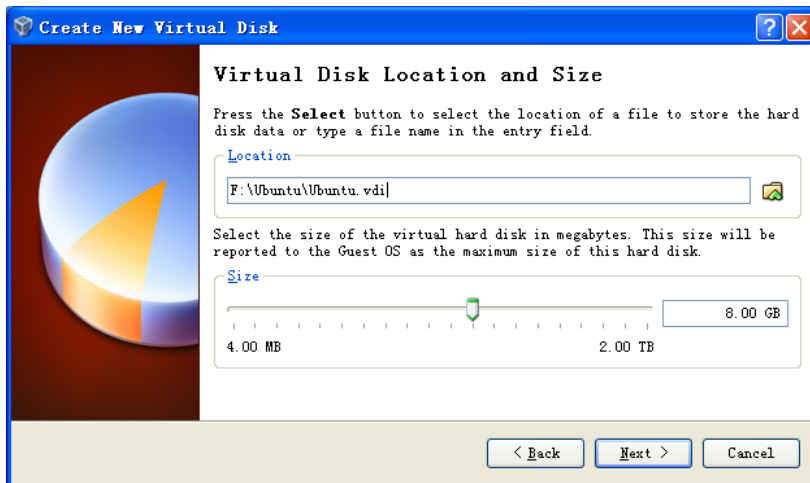 Create New Virtual Disk
Virtual Disk Location and Size
Press the Select button to select the location of a file to store the hard
disk data or type a file name in the entry field.
Location
F:\Ubuntu\Ubuntu.vdi
Select the size of the virtual hard disk in megabytes. This size will be
reported to the Guest OS as the maximum size of this hard disk.
Size
8.00 GB
4.00 MB 2.00 TB
< Back Next > Cancel